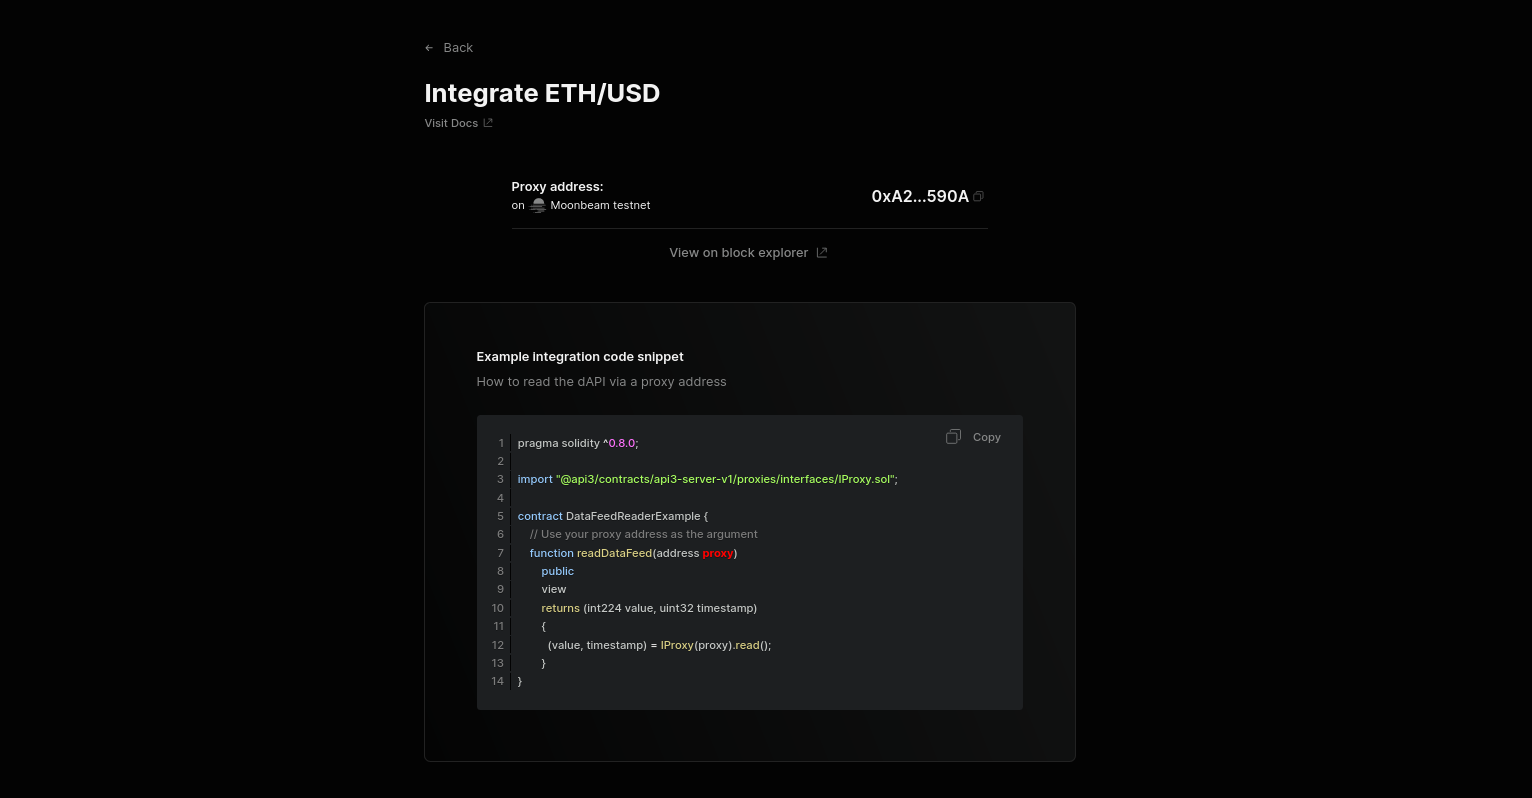 ← Back
Integrate ETH/USD
Visit Docs
Proxy address:
on Moonbeam testnet
0xA2...590A
View on block explorer
Example integration code snippet
How to read the dAPI via a proxy address
Copy
1 pragma solidity ^0.8.0;
2
3 import "@api3/contracts/api3-server-v1/proxies/interfaces/IProxy.sol";
4
5 contract DataFeedReaderExample {
6 // Use your proxy address as the argument
7 function readDataFeed(address proxy)
8 public
9 view
10 returns (int224 value, uint32 timestamp)
11 {
12 (value, timestamp) = IProxy(proxy).read();
13 }
14 }